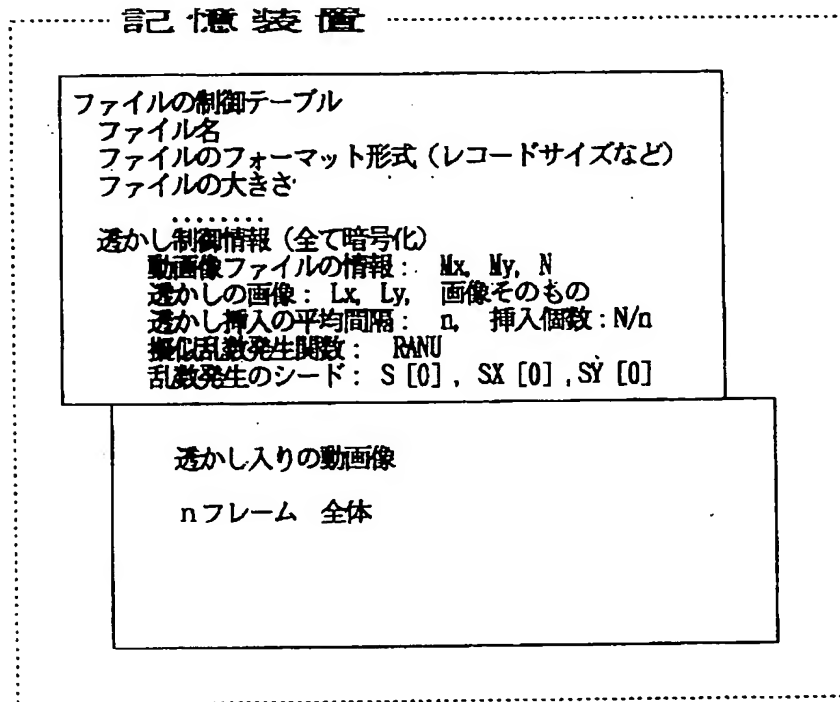 記憶装置
ファイルの制御テーブル
ファイル名
ファイルのフォーマット形式（レコードサイズなど）
ファイルの大きさ
........
透かし制御情報（全て暗号化）
動画像ファイルの情報： Mx, My, N
透かしの画像：Lx, Ly, 画像そのもの
透かし挿入の平均間隔： n, 挿入個数：N/n
擬似乱数発生関数： RANU
乱数発生のシード：S [0] , SX [0] ,SY [0]
透かし入りの動画像
nフレーム 全体